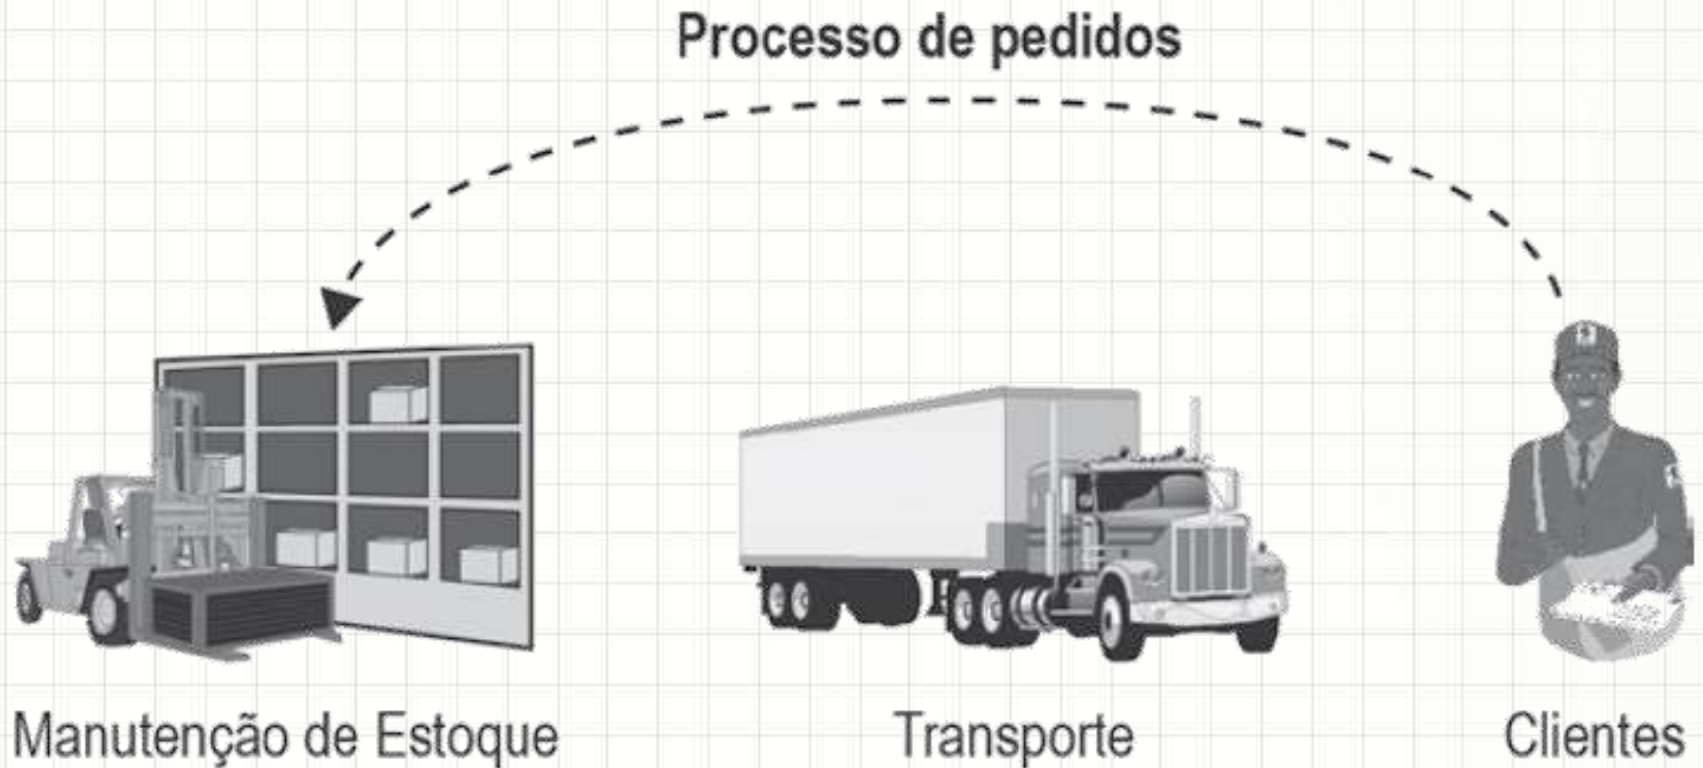 Processo de pedidos
Manutenção de Estoque
Transporte
Clientes